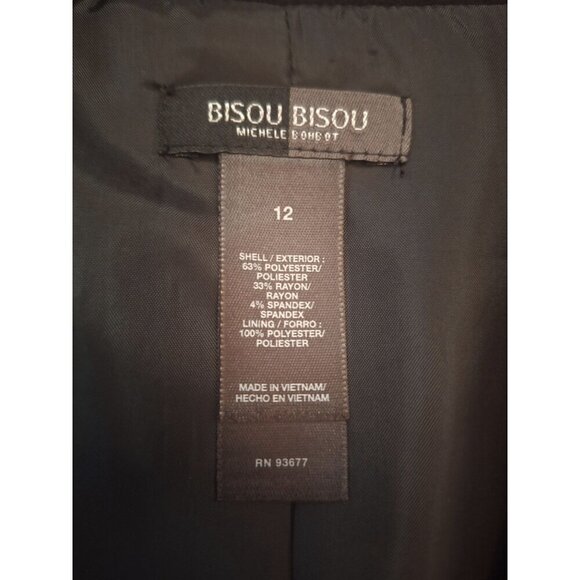 BISOU BISOU
MICHELE BOHBOT
12
SHELL / EXTERIOR :
63% POLYESTER/
POLIESTER
33% RAYON/
RAYON
4% SPANDEX/
SPANDEX
LINING / FORRO :
100% POLYESTER/
POLIESTER
MADE IN VIETNAM/
HECHO EN VIETNAM
RN 93677